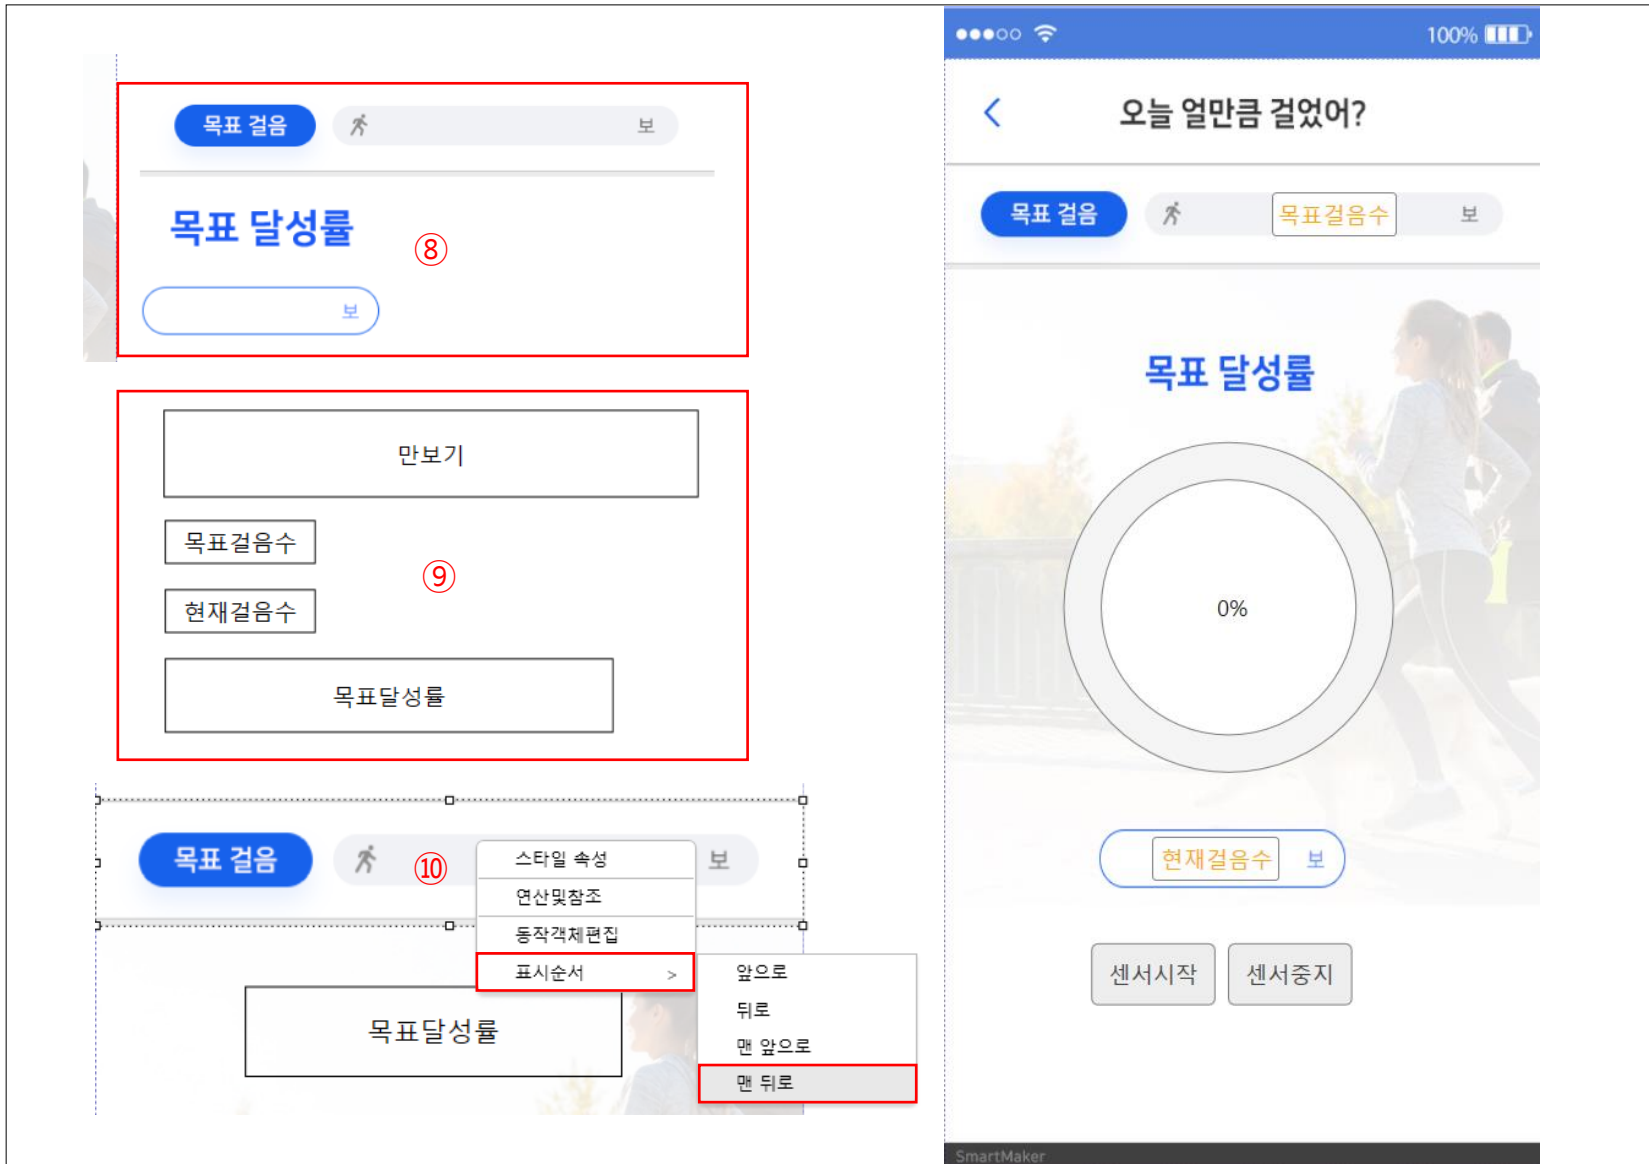 목표 걸음 보
목표 달성률
⑧
보
만보기
목표걸음수
⑨
현재걸음수
목표달성률
목표 걸음 ⑩ 보
스타일 속성
연산및참조
동작객체편집
표시순서 >
앞으로
뒤로
맨 앞으로
맨 뒤로
목표달성률
100%
< 오늘 얼만큼 걸었어?
목표 걸음 목표걸음수 보
목표 달성률
0%
현재걸음수 보
센서시작 센서중지
SmartMaker